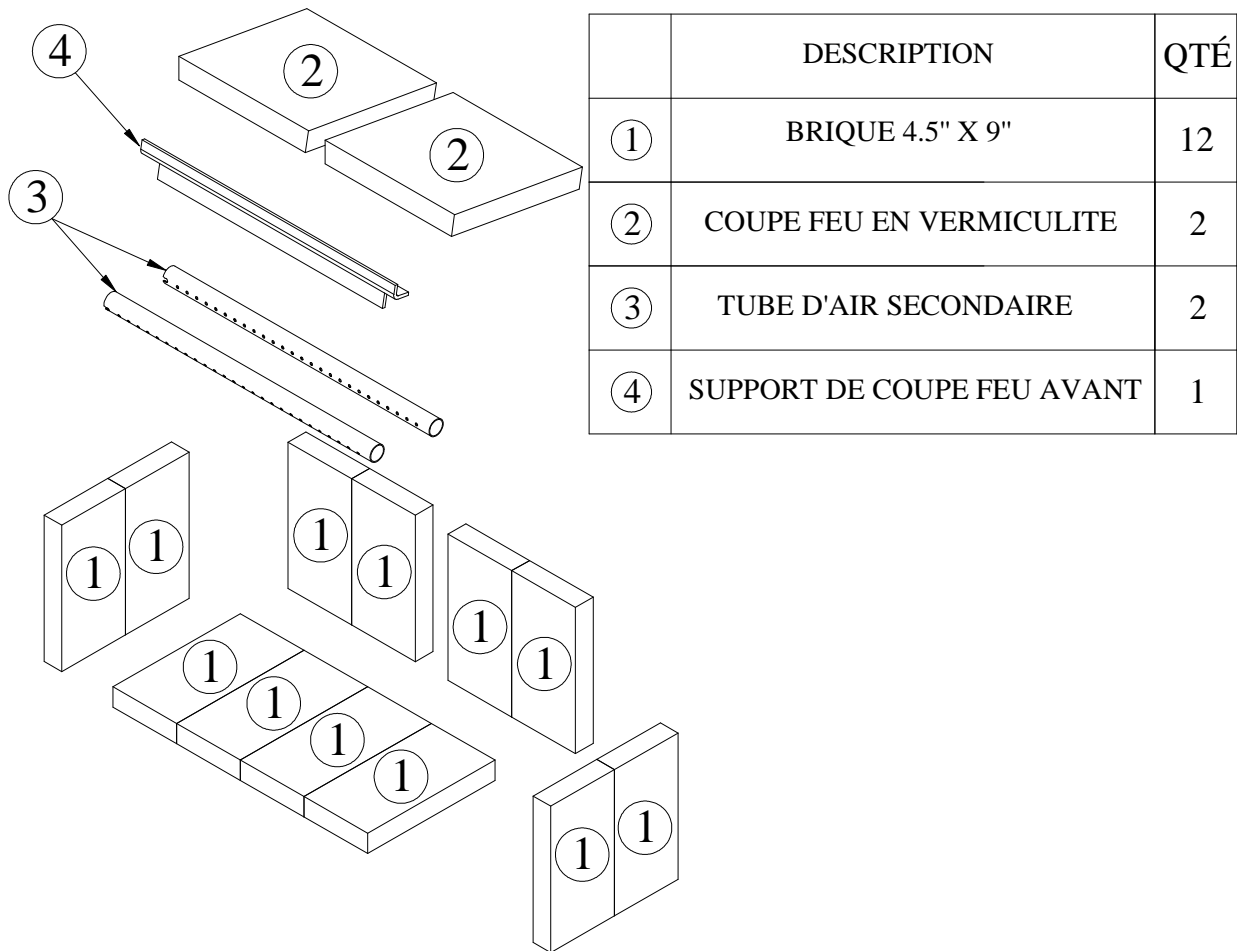 4
2
2
3
DESCRIPTION QTÉ
1 BRIQUE 4.5" X 9" 12
2 COUPE FEU EN VERMICULITE 2
3 TUBE D'AIR SECONDAIRE 2
4 SUPPORT DE COUPE FEU AVANT 1
1 1
1 1
1 1
1
1
1
1
1 1